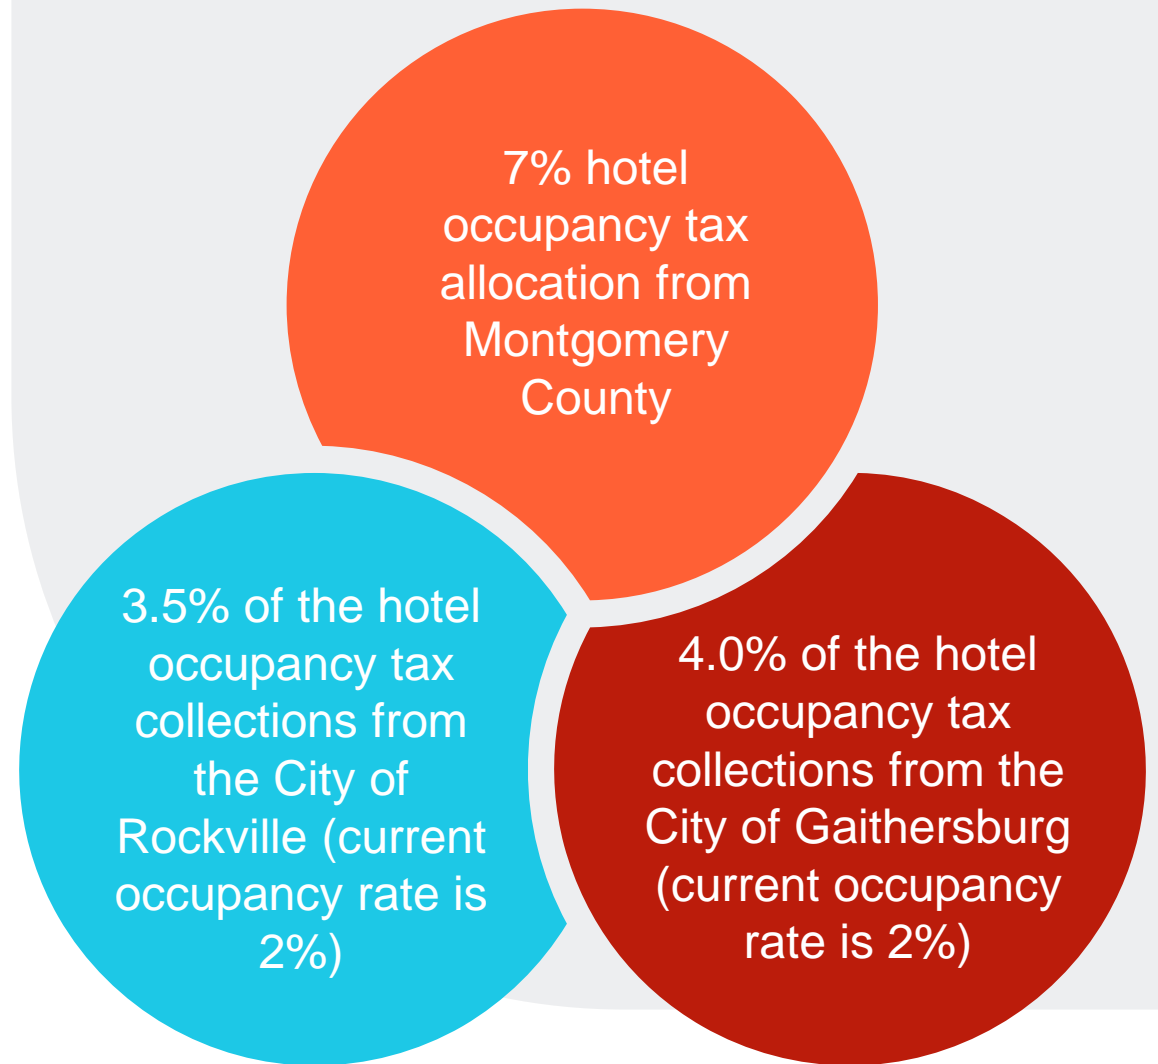 7% hotel
occupancy tax
allocation from
Montgomery
County
3.5% of the hotel
occupancy tax
collections from
the City of
Rockville (current
occupancy rate is
2%)
4.0% of the hotel
occupancy tax
collections from the
City of Gaithersburg
(current occupancy
rate is 2%)